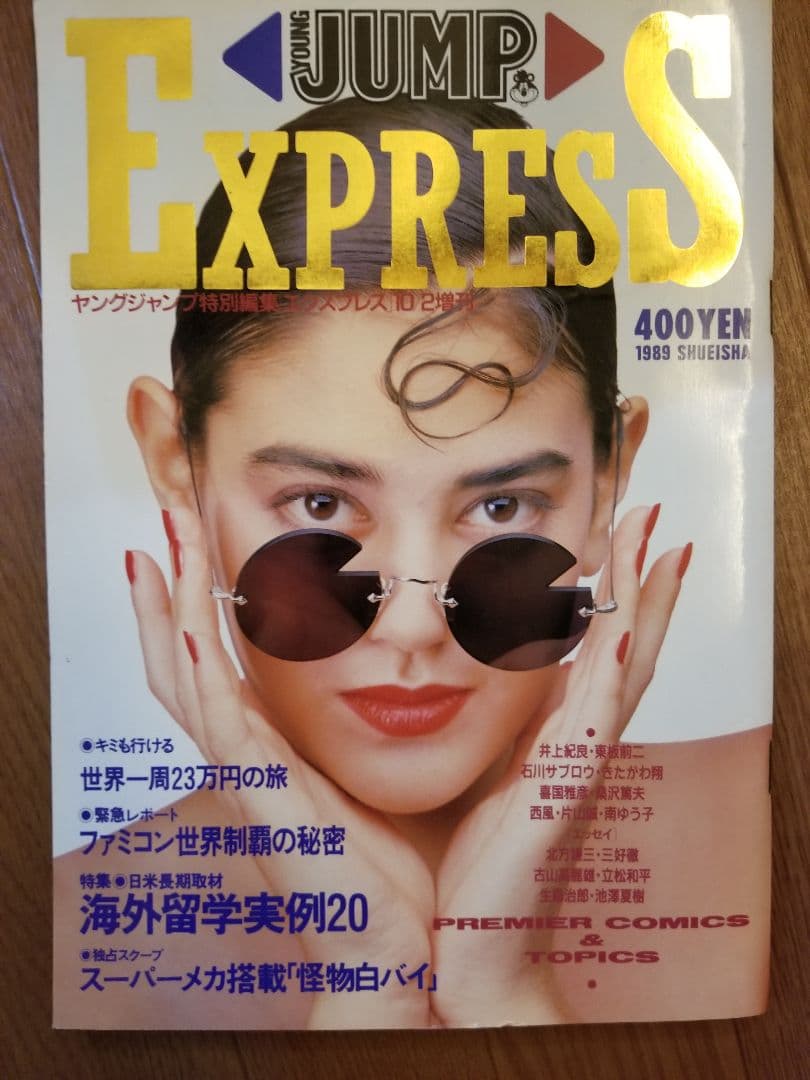 YOUNG
JUMP
EXPRESS
ヤングジャンプ特別編集 エクスプレス 10/2増刊
400YEN
1989 SHUEISHA
◉キミも行ける
世界一周23万円の旅
◉緊急レポート
ファミコン世界制覇の秘密
特集◉日米長期取材
海外留学実例20
◉独占スクープ
スーパーメカ搭載「怪物白バイ」
●
井上紀良・東板前二
石川サブロウ・きたがわ翔
喜国雅彦・桑沢篤夫
西風・片山誠・南ゆう子
[エッセイ]
北方謙三・三好徹
古山高麗雄・立松和平
生島治郎・池澤夏樹
PREMIER COMICS
&
TOPICS
●